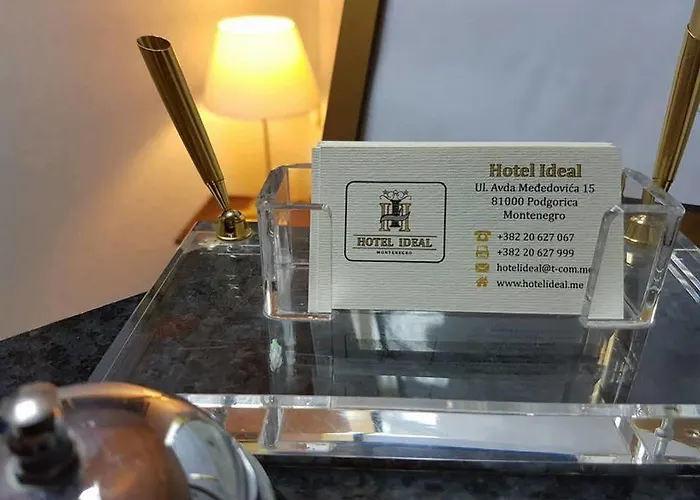 HOTEL IDEAL
MONTENEGRO
Hotel Ideal
Ul. Avda Međedovića 15
81000 Podgorica
Montenegro
+382 20 627 067
+382 20 627 999
hotelideal@t-com.me
www.hotelideal.me